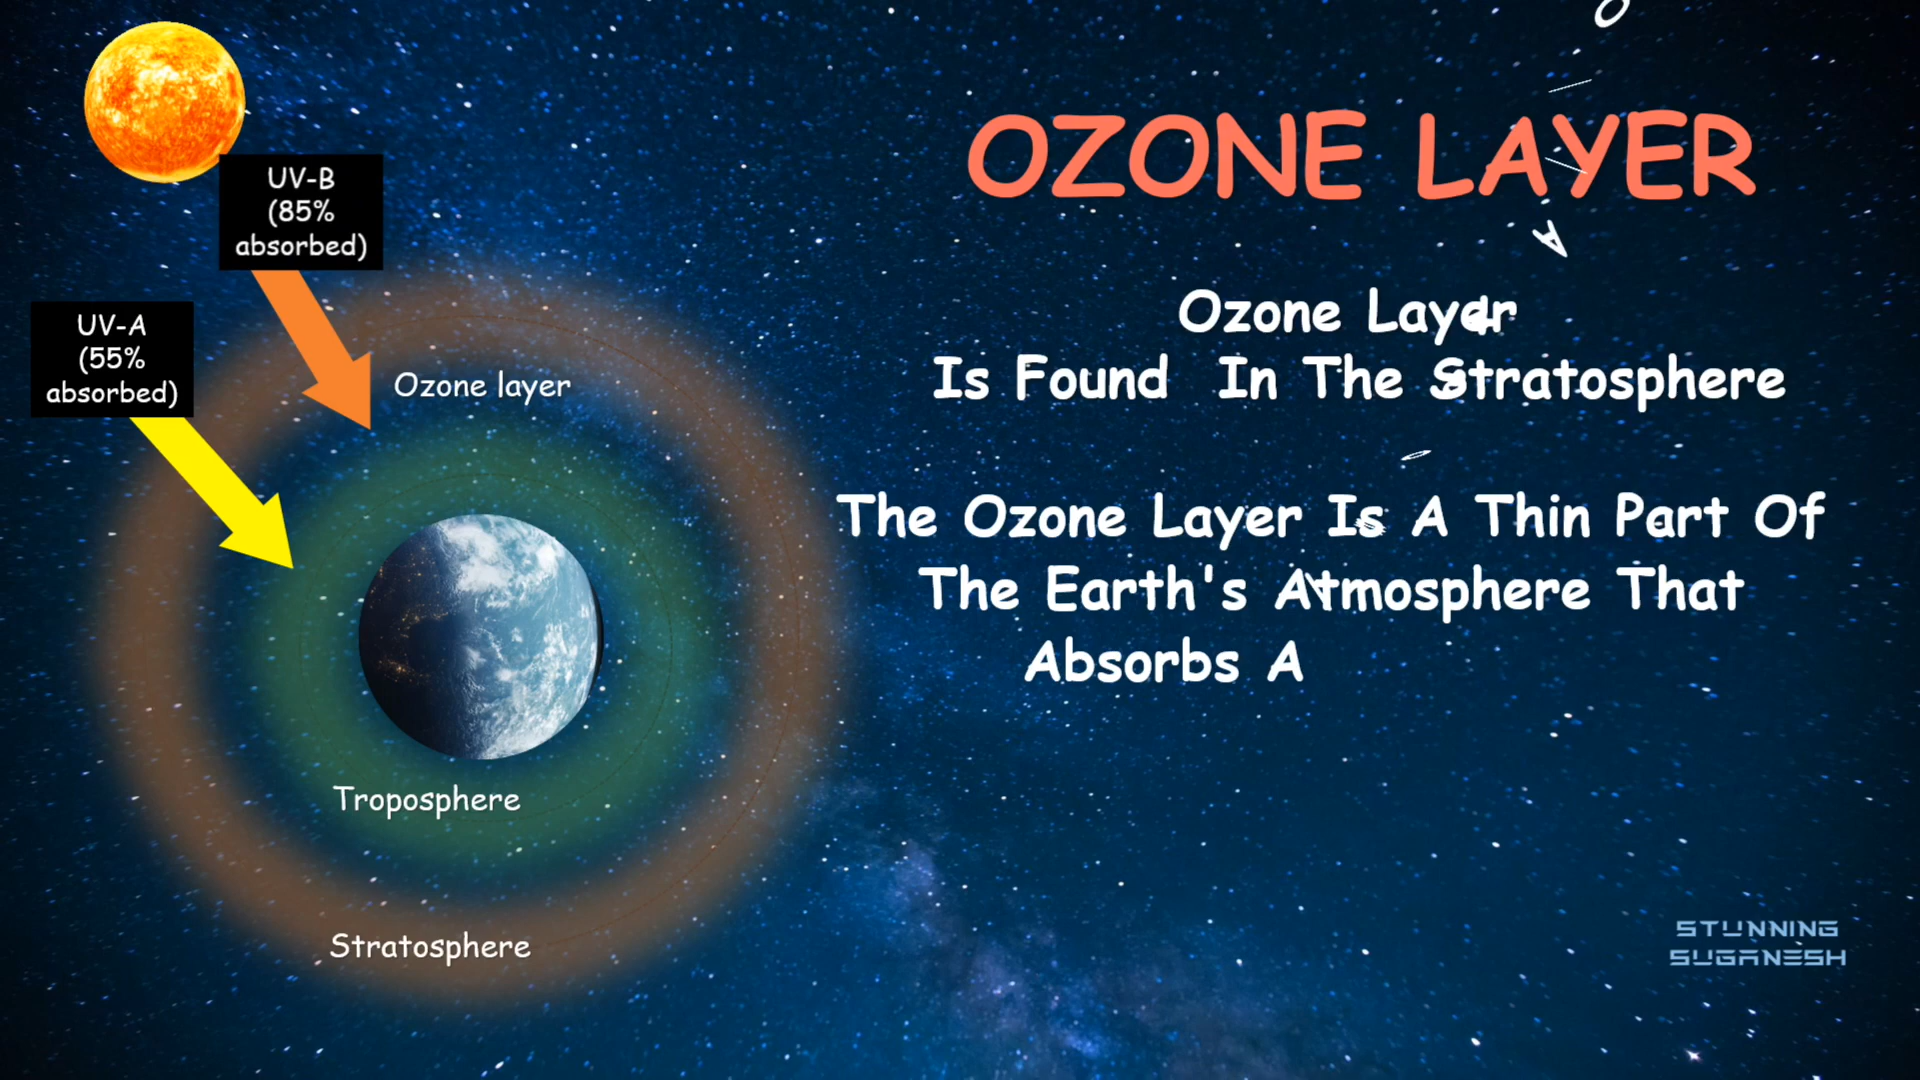 OZONE LAYER
UV-B
(85%
absorbed)
UV-A
(55%
absorbed)
Ozone layer
Troposphere
Stratosphere
Ozone Layer
Is Found In The Stratosphere
The Ozone Layer Is A Thin Part Of
The Earth's Atmosphere That
Absorbs A
STUNNING
SUGANESH